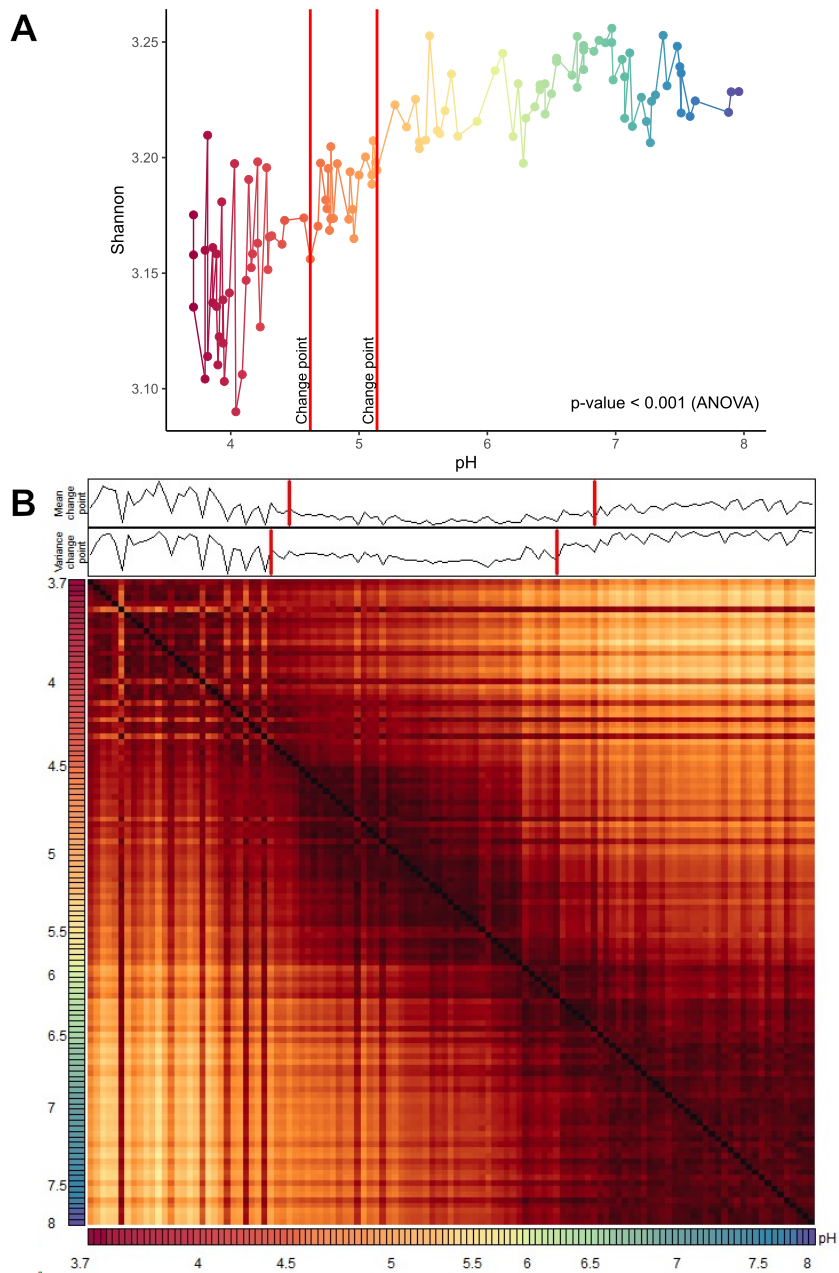 A
3.25
3.20
3.15
3.10
Shannon
Change point
Change point
p-value < 0.001 (ANOVA)
4
5
6
7
8
pH
B
Mean
change
point
Variance
change
point
3.7
4
4.5
5
5.5
6
6.5
7
7.5
8
pH
3.7
4
4.5
5
5.5
6
6.5
7
7.5
8